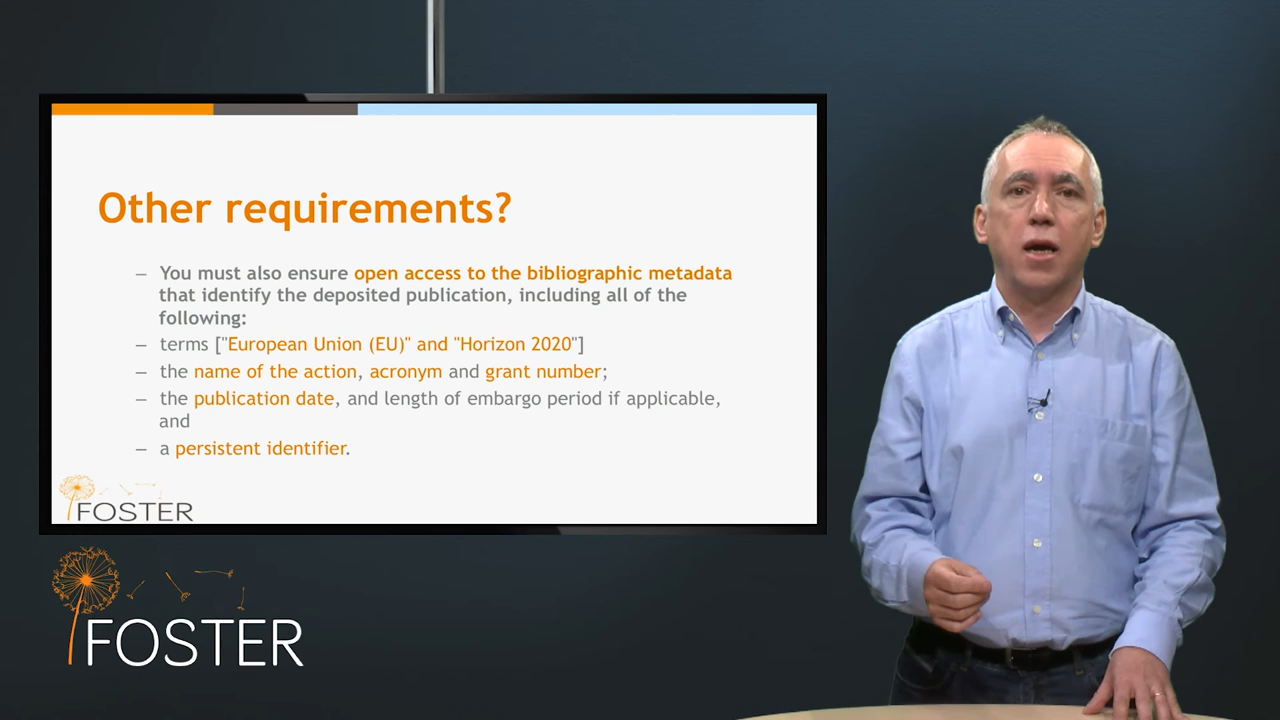 Other requirements?
– You must also ensure open access to the bibliographic metadata
that identify the deposited publication, including all of the
following:
– terms ["European Union (EU)" and "Horizon 2020"]
– the name of the action, acronym and grant number;
– the publication date, and length of embargo period if applicable,
and
– a persistent identifier.
FOSTER
FOSTER